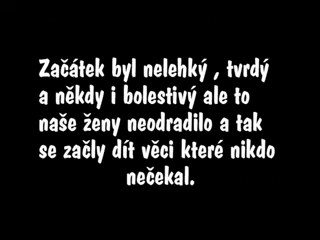 Začátek byl nelehký , tvrdý
a někdy i bolestivý ale to
naše ženy neodradilo a tak
se začly dít věci které nikdo
nečekal.